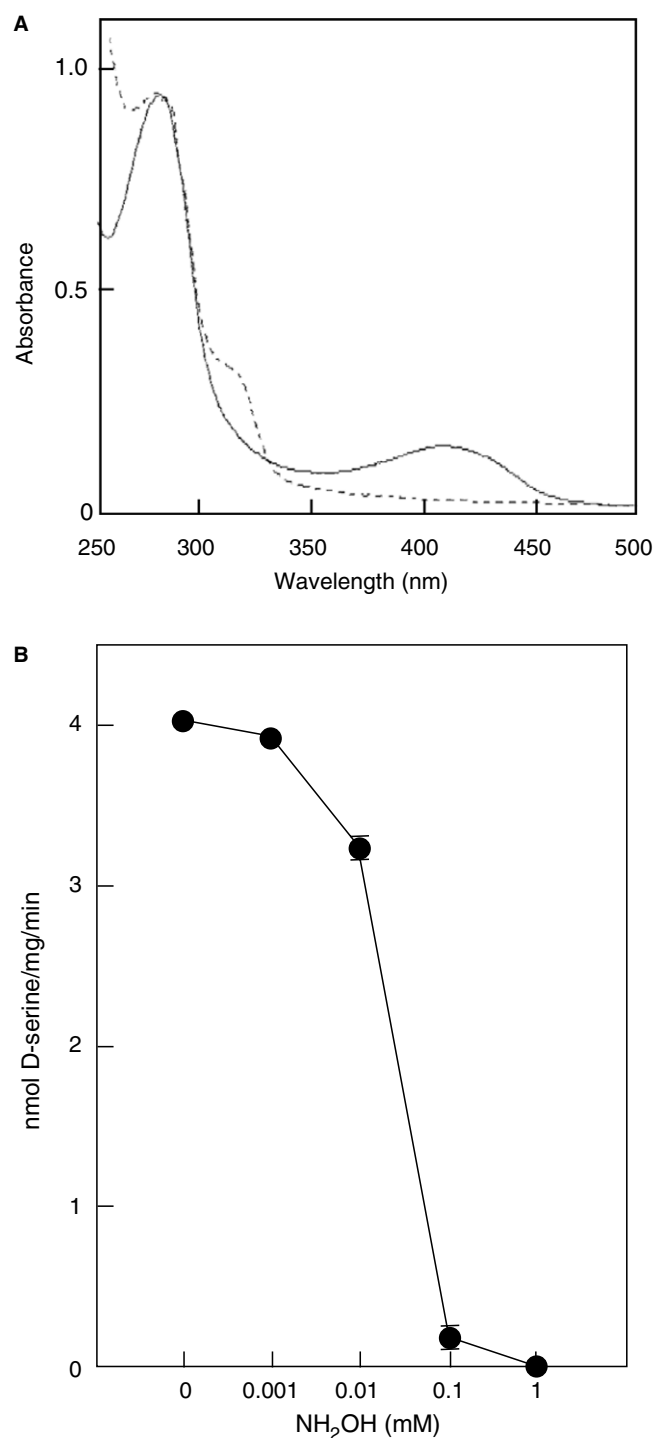 A
1.0
0.5
0
Absorbance
250 300 350 400 450 500
Wavelength (nm)
B
4
3
2
1
0
nmol D-serine/mg/min
0 0.001 0.01 0.1 1
NH₂OH (mM)